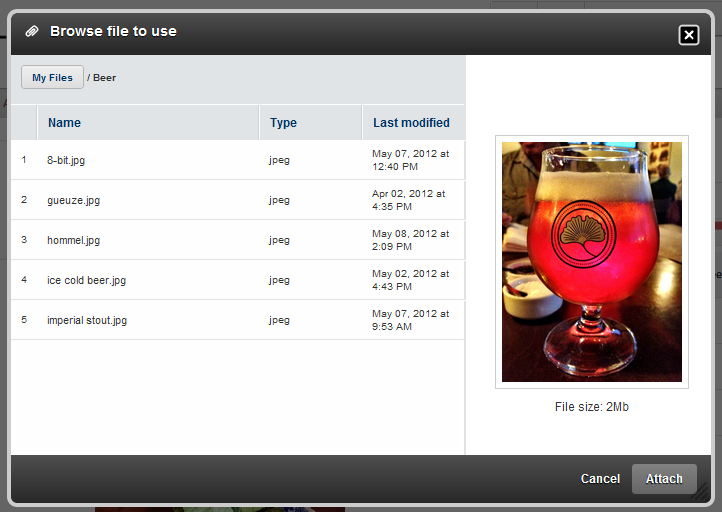 Browse file to use
My Files / Beer
Name Type Last modified
1 8-bit.jpg jpeg May 07, 2012 at
12:40 PM
2 gueuze.jpg jpeg Apr 02, 2012 at
4:35 PM
3 hommel.jpg jpeg May 08, 2012 at
2:09 PM
4 ice cold beer.jpg jpeg May 02, 2012 at
4:43 PM
5 imperial stout.jpg jpeg May 07, 2012 at
9:53 AM
File size: 2Mb
Cancel Attach